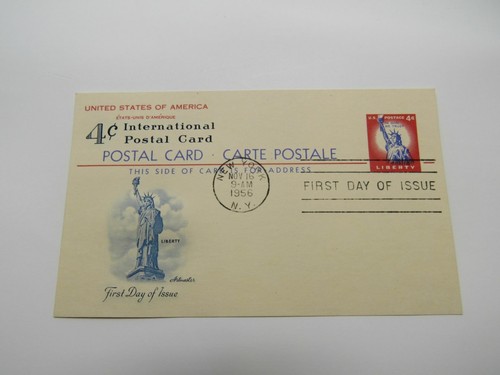 UNITED STATES OF AMERICA
ÉTATS-UNIS D'AMÉRIQUE
4¢ International
Postal Card
POSTAL CARD · CARTE POSTALE
THIS SIDE OF CARD IS FOR ADDRESS
U.S. POSTAGE 4¢
LIBERTY
NEW YORK
NOV 16
9-AM
1956
N.Y.
FIRST DAY OF ISSUE
LIBERTY
Artmaster
First Day of Issue